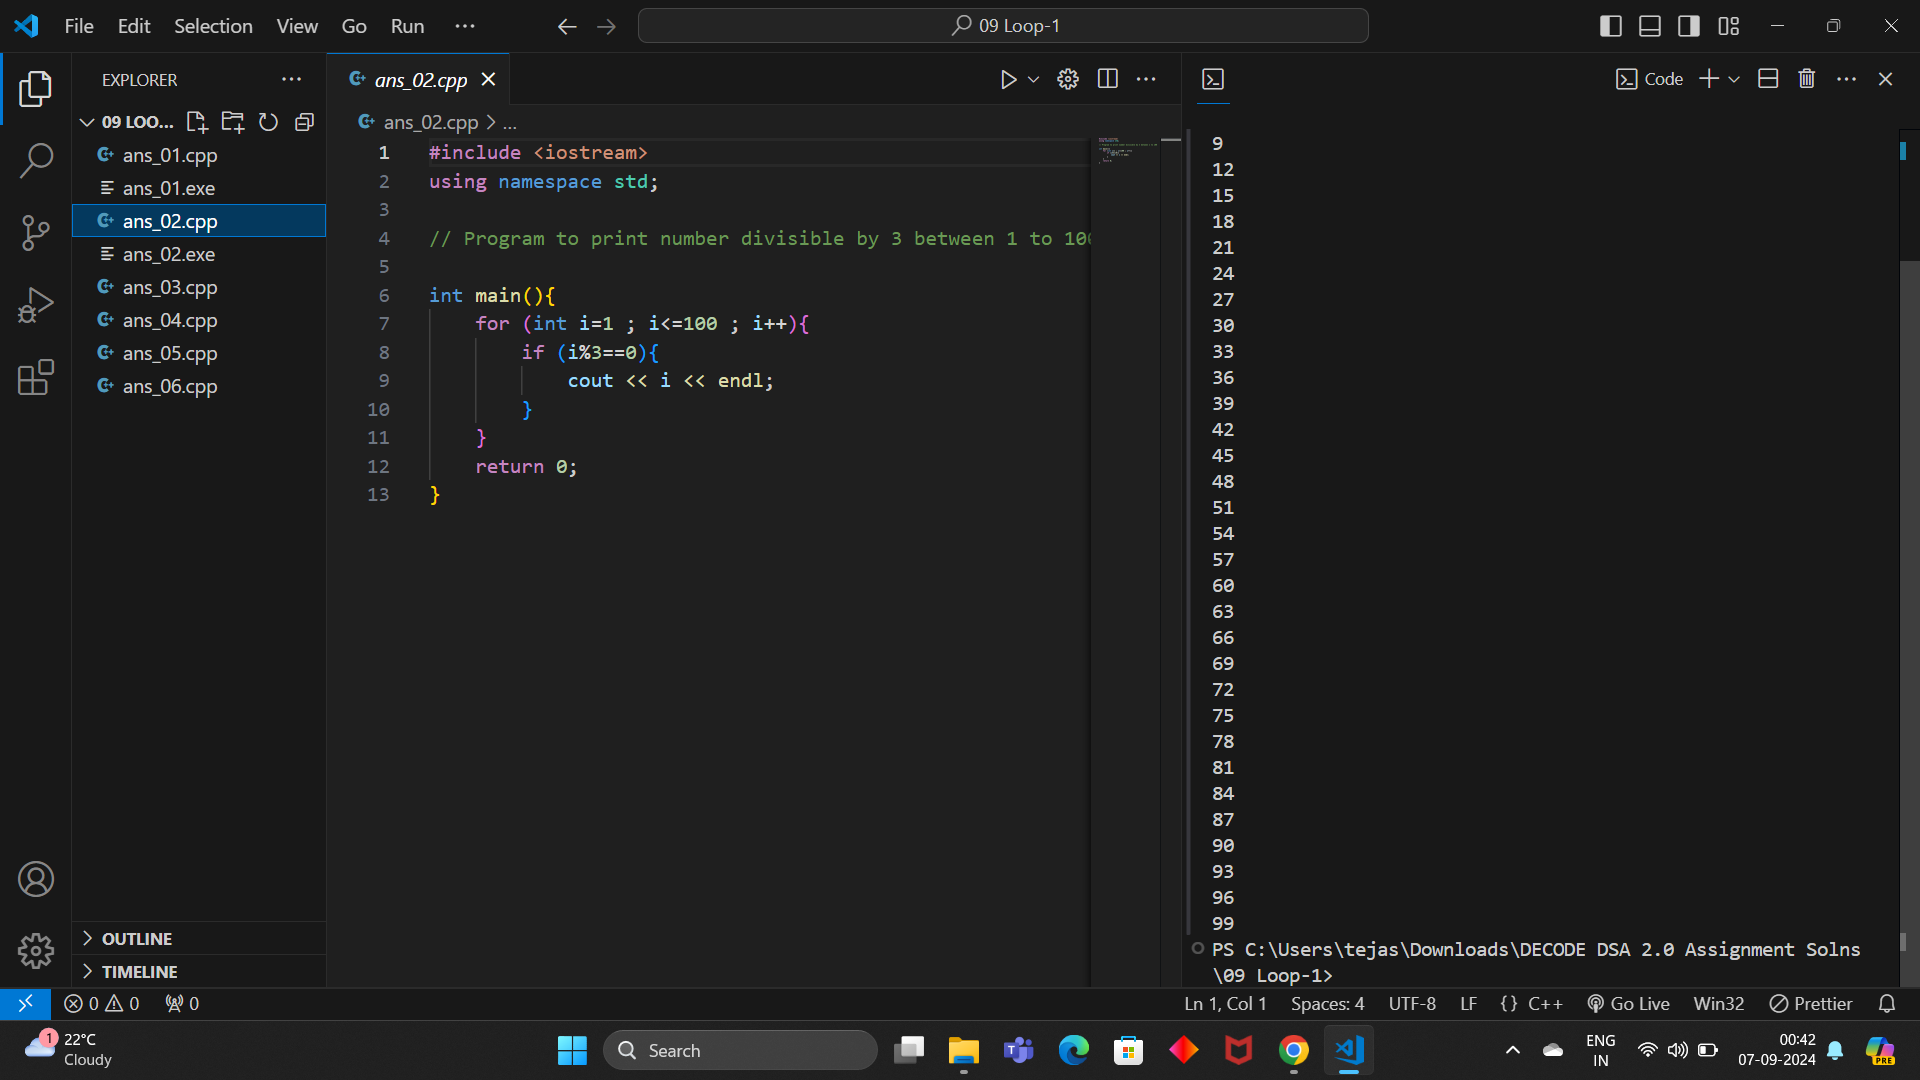 File Edit Selection View Go Run ···
09 Loop-1
EXPLORER
09 LOO...
ans_01.cpp
ans_01.exe
ans_02.cpp
ans_02.exe
ans_03.cpp
ans_04.cpp
ans_05.cpp
ans_06.cpp
OUTLINE
TIMELINE
ans_02.cpp
ans_02.cpp > ...
1 #include <iostream>
2 using namespace std;
3
4 // Program to print number divisible by 3 between 1 to 100
5
6 int main(){
7 for (int i=1 ; i<=100 ; i++){
8 if (i%3==0){
9 cout << i << endl;
10 }
11 }
12 return 0;
13 }
Code
9
12
15
18
21
24
27
30
33
36
39
42
45
48
51
54
57
60
63
66
69
72
75
78
81
84
87
90
93
96
99
PS C:\Users\tejas\Downloads\DECODE DSA 2.0 Assignment Solns
\09 Loop-1>
0 0 0
Ln 1, Col 1 Spaces: 4 UTF-8 LF {} C++ Go Live Win32 Prettier
1
22°C
Cloudy
Search
ENG
IN
00:42
07-09-2024
PRE